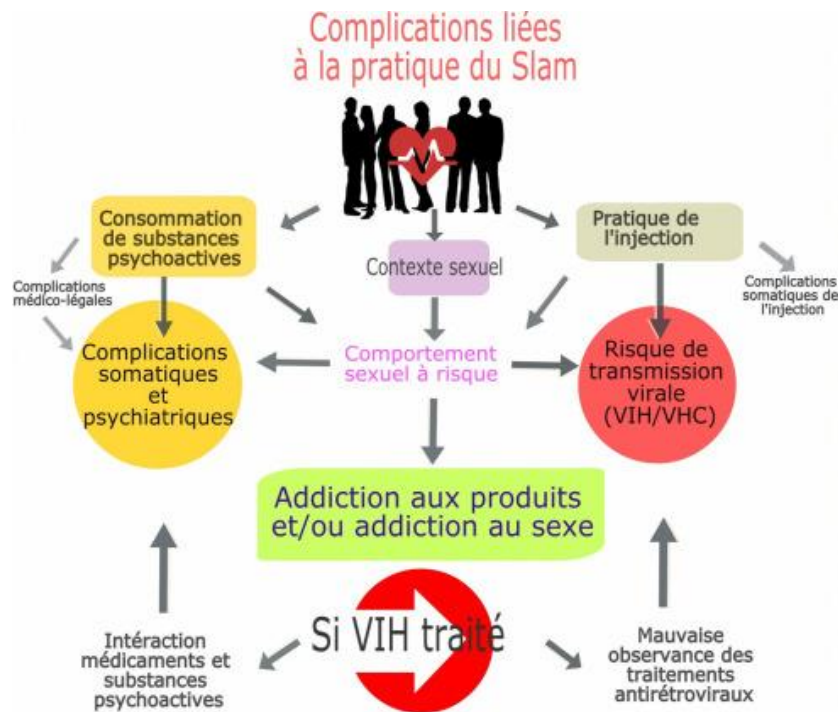 Complications liées
à la pratique du Slam
Consommation
de substances
psychoactives
Contexte sexuel
Pratique de
l'injection
Complications
médico-légales
Complications
somatiques de
l'injection
Complications
somatiques
et
psychiatriques
Comportement
sexuel à risque
Risque de
transmission
virale
(VIH/VHC)
Addiction aux produits
et/ou addiction au sexe
Si VIH traité
Intéraction
médicaments et
substances
psychoactives
Mauvaise
observance des
traitements
antirétroviraux